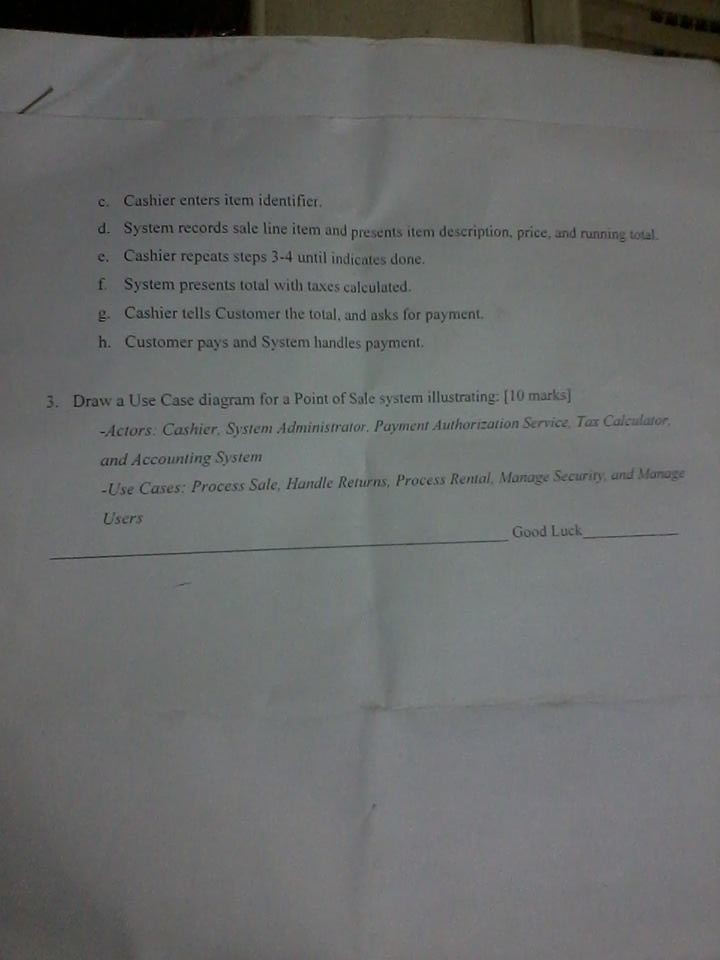 c. Cashier enters item identifier.
d. System records sale line item and presents item description, price, and running total.
e. Cashier repeats steps 3-4 until indicates done.
f. System presents total with taxes calculated.
g. Cashier tells Customer the total, and asks for payment.
h. Customer pays and System handles payment.
3. Draw a Use Case diagram for a Point of Sale system illustrating: [10 marks]
-Actors: Cashier, System Administrator, Payment Authorization Service, Tax Calculator,
and Accounting System
-Use Cases: Process Sale, Handle Returns, Process Rental, Manage Security, and Manage
Users
Good Luck